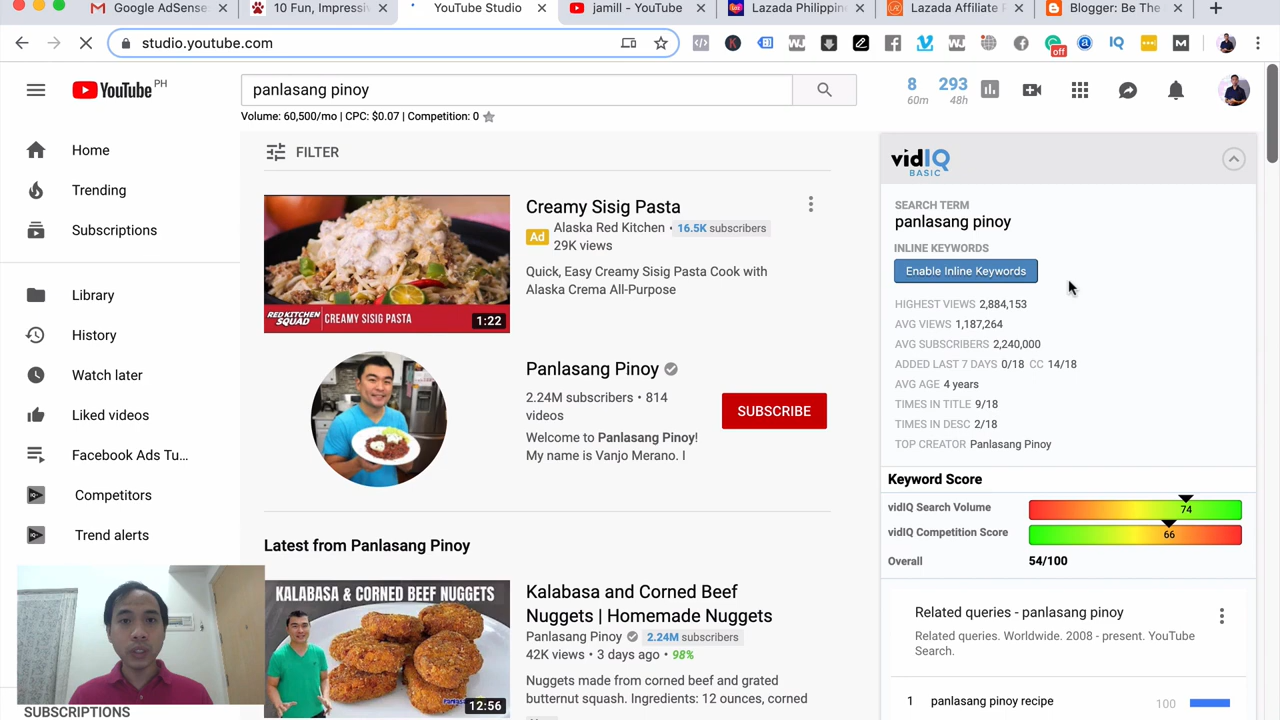 Google AdSense
10 Fun, Impressi
YouTube Studio
jamill - YouTube
Lazada Philippin
Lazada Affiliate
Blogger: Be The
studio.youtube.com
off
YouTube PH
panlasang pinoy
8
60m
293
48h
Volume: 60,500/mo | CPC: $0.07 | Competition: 0
Home
Trending
Subscriptions
Library
History
Watch later
Liked videos
Facebook Ads Tu...
Competitors
Trend alerts
SUBSCRIPTIONS
FILTER
RED KITCHEN SQUAD
CREAMY SISIG PASTA
1:22
Creamy Sisig Pasta
Ad
Alaska Red Kitchen • 16.5K subscribers
29K views
Quick, Easy Creamy Sisig Pasta Cook with
Alaska Crema All-Purpose
Panlasang Pinoy
2.24M subscribers • 814
videos
Welcome to Panlasang Pinoy!
My name is Vanjo Merano. I
SUBSCRIBE
Latest from Panlasang Pinoy
KALABASA & CORNED BEEF NUGGETS
12:56
Kalabasa and Corned Beef
Nuggets | Homemade Nuggets
Panlasang Pinoy 2.24M subscribers
42K views • 3 days ago • 98%
Nuggets made from corned beef and grated
butternut squash. Ingredients: 12 ounces, corned
vidIQ
BASIC
SEARCH TERM
panlasang pinoy
INLINE KEYWORDS
Enable Inline Keywords
HIGHEST VIEWS 2,884,153
AVG VIEWS 1,187,264
AVG SUBSCRIBERS 2,240,000
ADDED LAST 7 DAYS 0/18 CC 14/18
AVG AGE 4 years
TIMES IN TITLE 9/18
TIMES IN DESC 2/18
TOP CREATOR Panlasang Pinoy
Keyword Score
vidIQ Search Volume
74
vidIQ Competition Score
66
Overall
54/100
Related queries - panlasang pinoy
Related queries. Worldwide. 2008 - present. YouTube
Search.
1 panlasang pinoy recipe 100